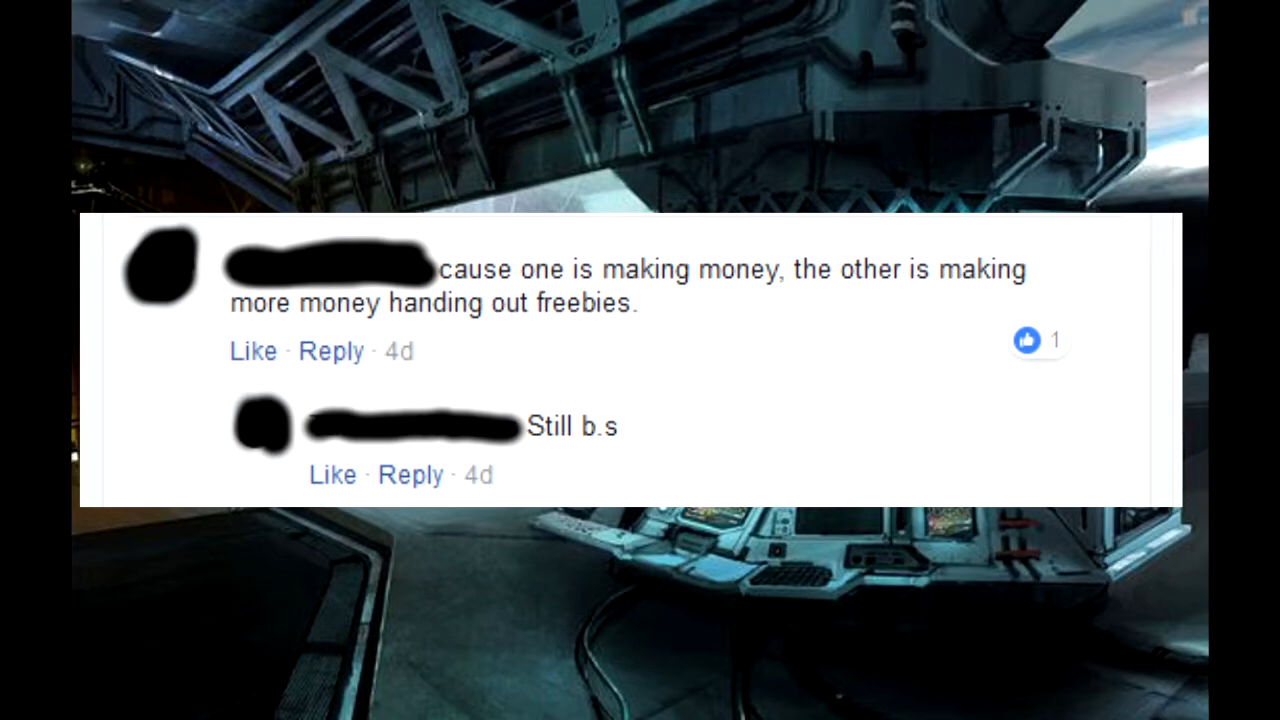 cause one is making money, the other is making
more money handing out freebies.
Like · Reply · 4d
1
Still b.s
Like · Reply · 4d